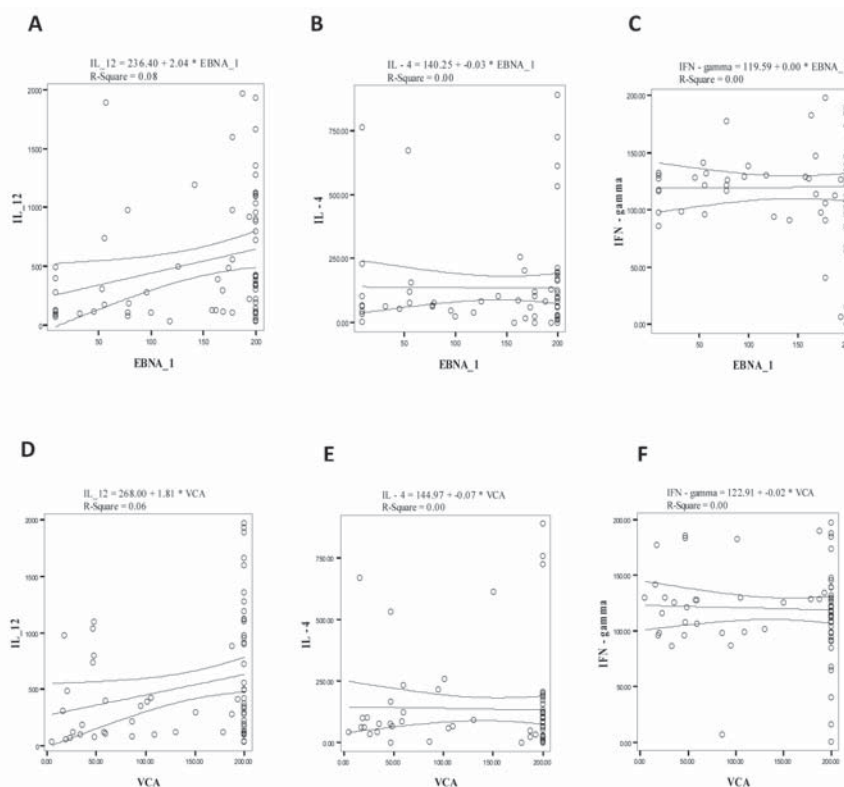 A
B
C
IL_12 = 236.40 + 2.04 * EBNA_1
R-Square = 0.08
IL - 4 = 140.25 + -0.03 * EBNA_1
R-Square = 0.00
IFN - gamma = 119.59 + 0.00 * EBNA_
R-Square = 0.00
2000
1500
1000
500
0
IL_12
50
100
150
200
EBNA_1
750.00
500.00
250.00
0.00
IL - 4
50
100
150
200
EBNA_1
200.00
150.00
100.00
50.00
0.00
IFN - gamma
50
100
150
200
EBNA_1
D
E
F
IL_12 = 268.00 + 1.81 * VCA
R-Square = 0.06
IL - 4 = 144.97 + -0.07 * VCA
R-Square = 0.00
IFN - gamma = 122.91 + -0.02 * VCA
R-Square = 0.00
2000
1500
1000
500
0
IL_12
0.00
50.00
100.00
150.00
200.00
VCA
750.00
500.00
250.00
0.00
IL - 4
0.00
50.00
100.00
150.00
200.00
VCA
200.00
150.00
100.00
50.00
0.00
IFN - gamma
0.00
50.00
100.00
150.00
200.00
VCA